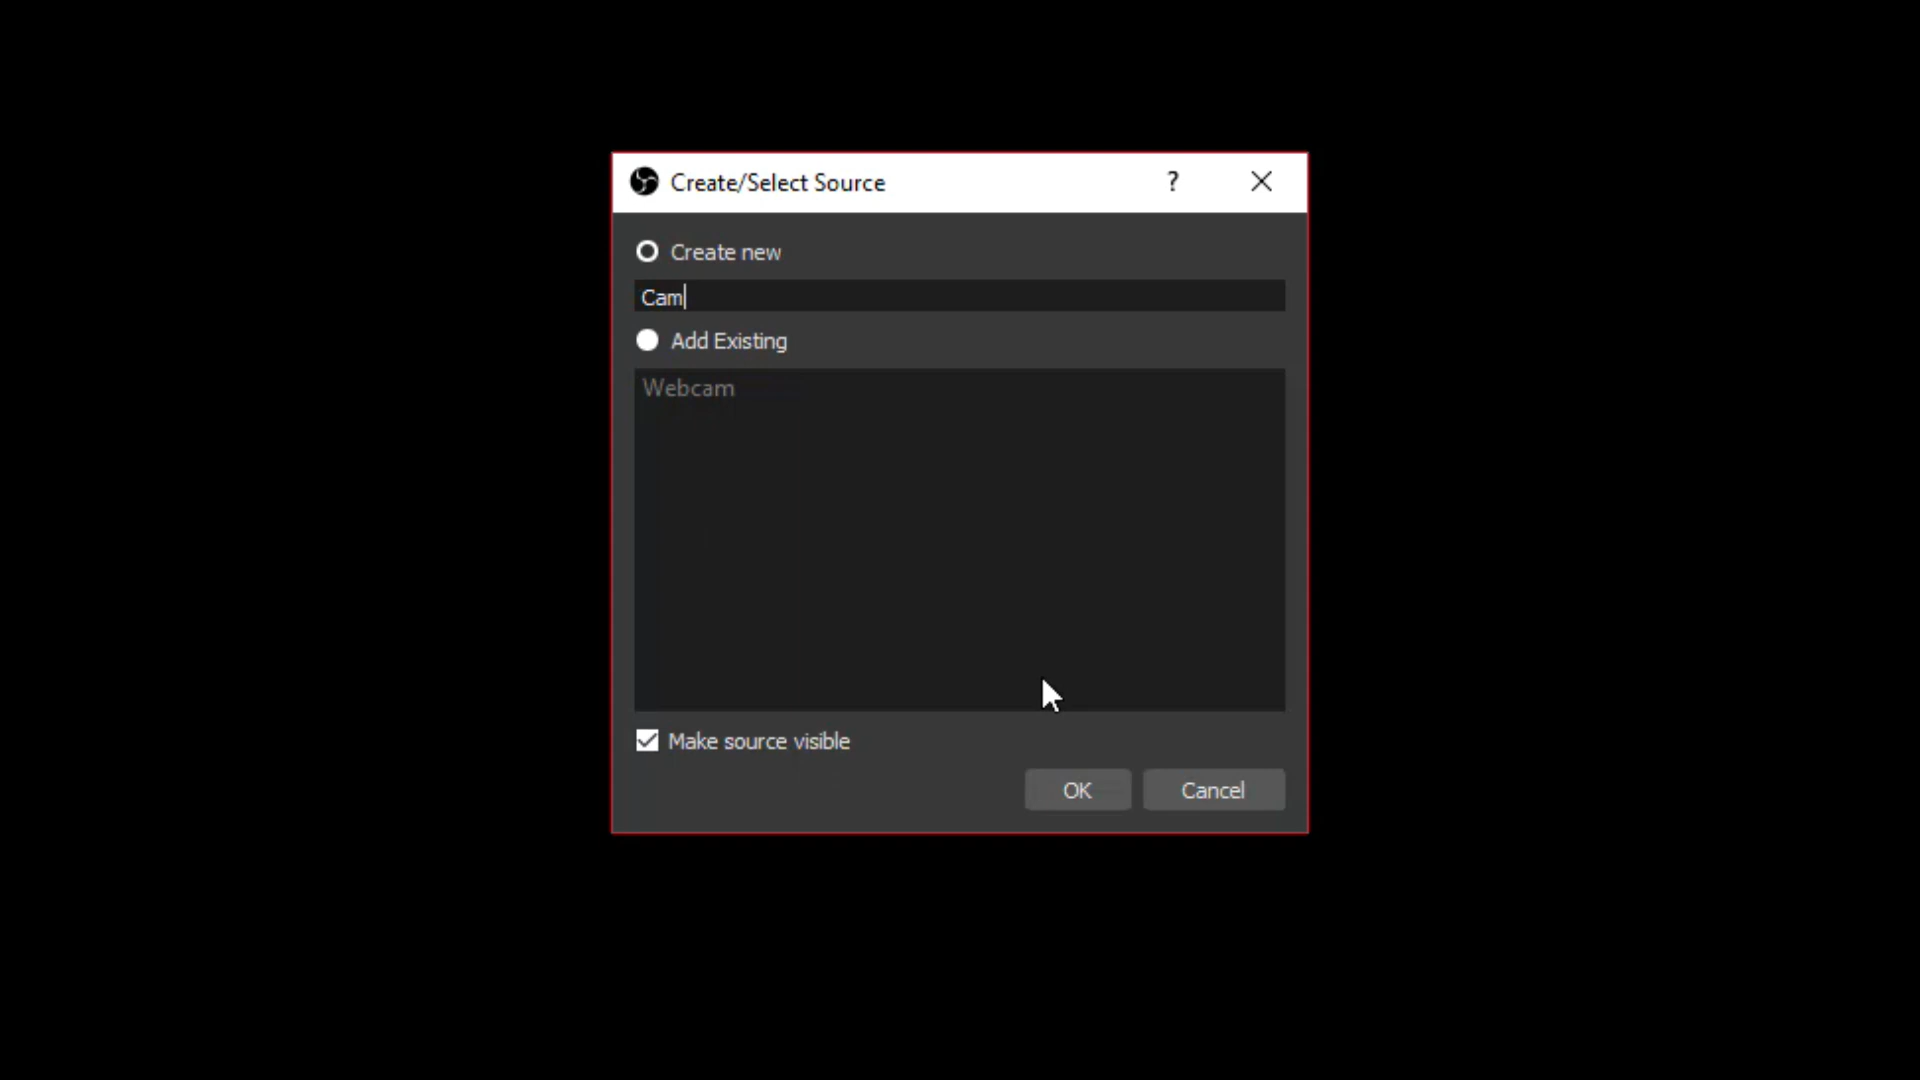 Create/Select Source ?
Create new
Cam
Add Existing
Webcam
Make source visible
OK Cancel